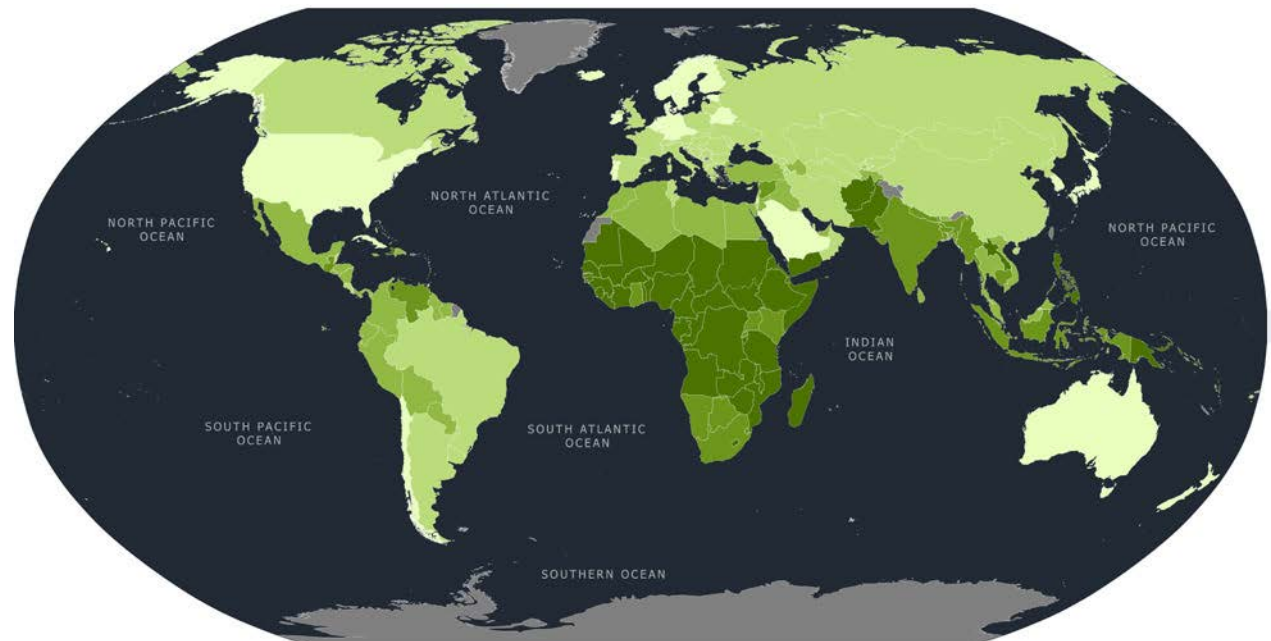 NORTH ATLANTIC
OCEAN
NORTH PACIFIC
OCEAN
NORTH PACIFIC
OCEAN
INDIAN
OCEAN
SOUTH PACIFIC
OCEAN
SOUTH ATLANTIC
OCEAN
SOUTHERN OCEAN